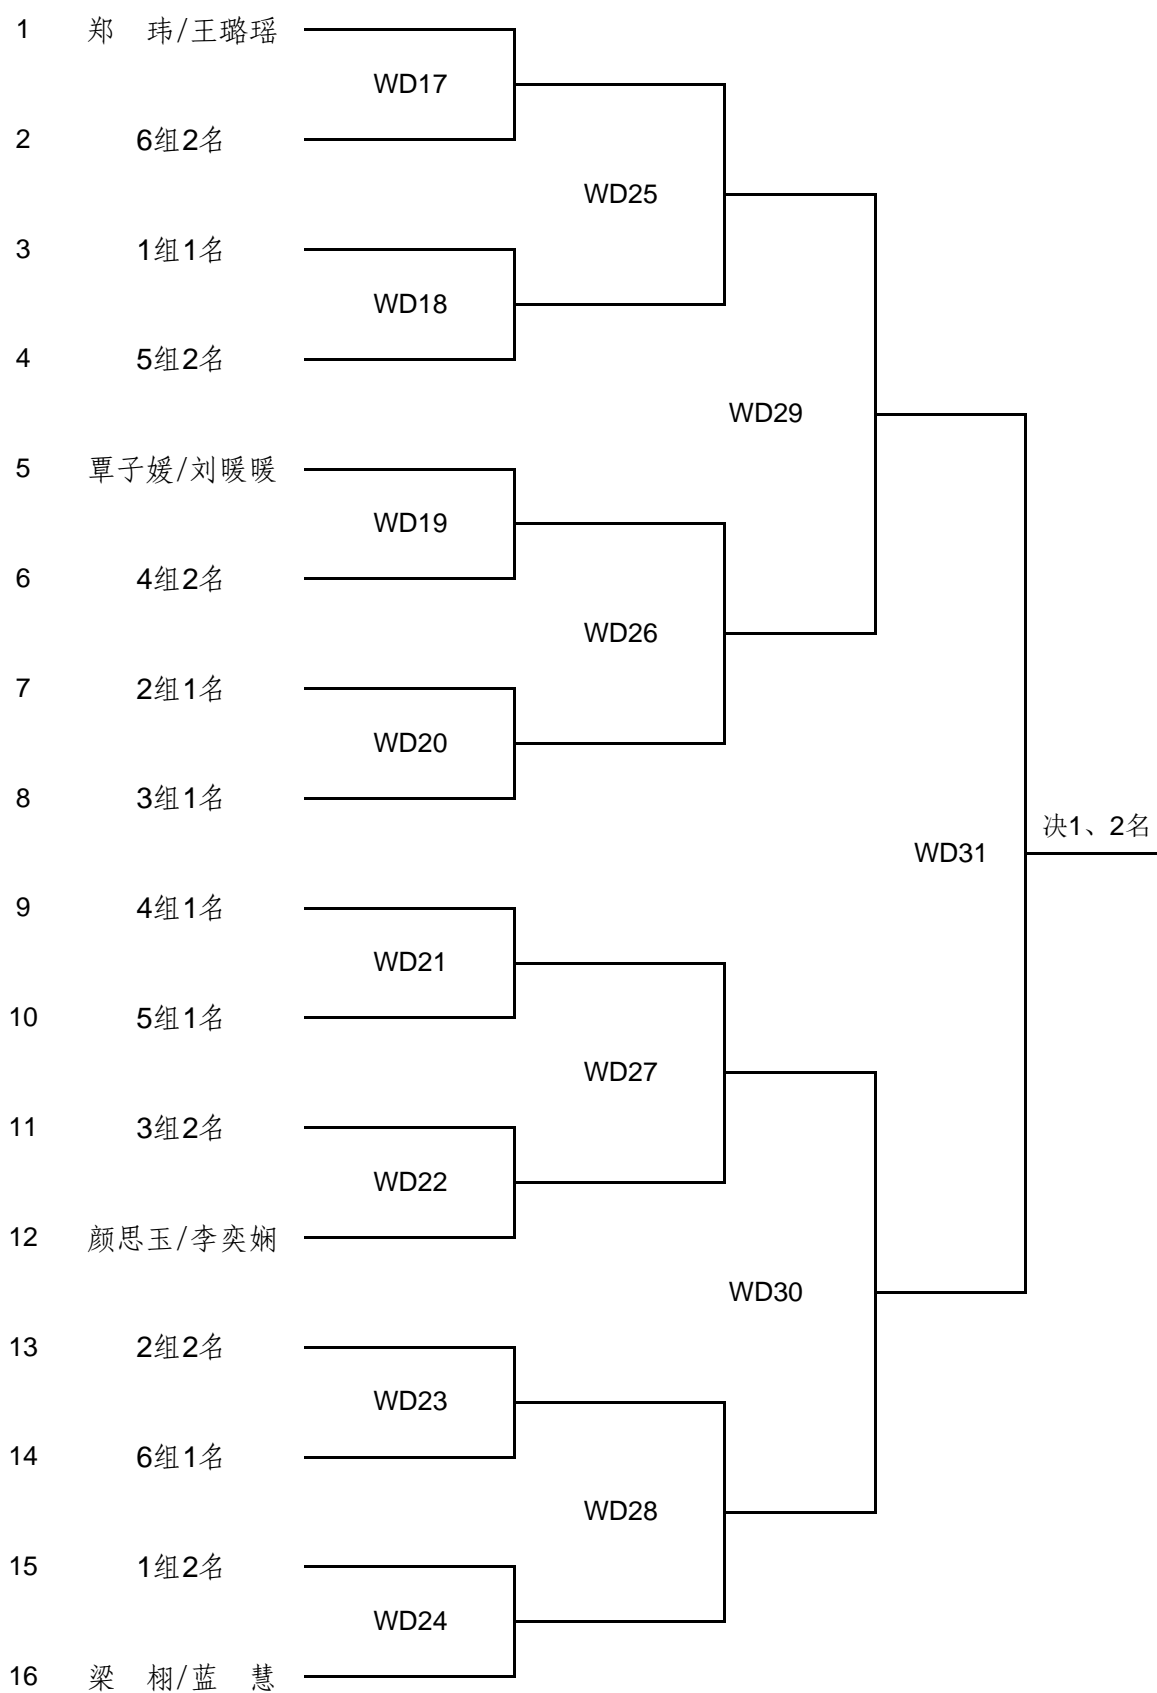 1 郑 玮/王璐瑶
WD17
2 6组2名
WD25
3 1组1名
WD18
4 5组2名
WD29
5 覃子媛/刘暖暖
WD19
6 4组2名
WD26
7 2组1名
WD20
8 3组1名
决1、2名
WD31
9 4组1名
WD21
10 5组1名
WD27
11 3组2名
WD22
12 颜思玉/李奕娴
WD30
13 2组2名
WD23
14 6组1名
WD28
15 1组2名
WD24
16 梁 栩/蓝 慧